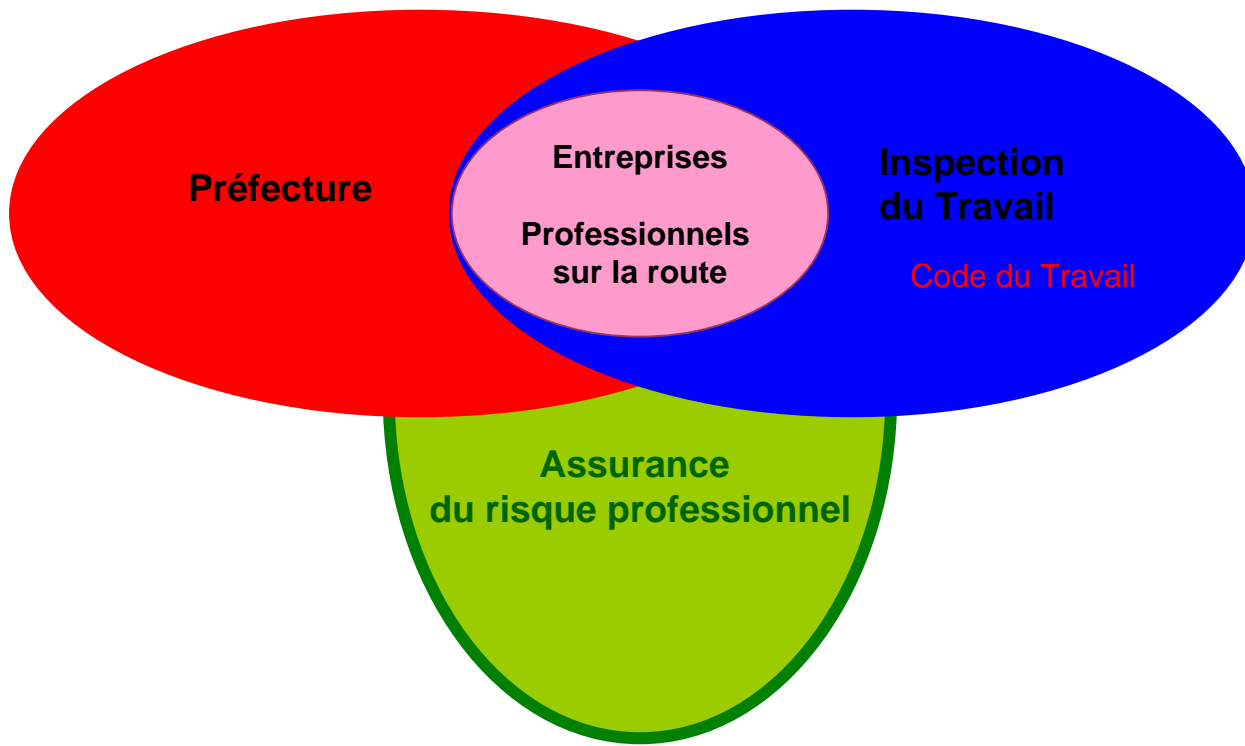 Préfecture
Entreprises
Professionnels
sur la route
Inspection
du Travail
Code du Travail
Assurance
du risque professionnel